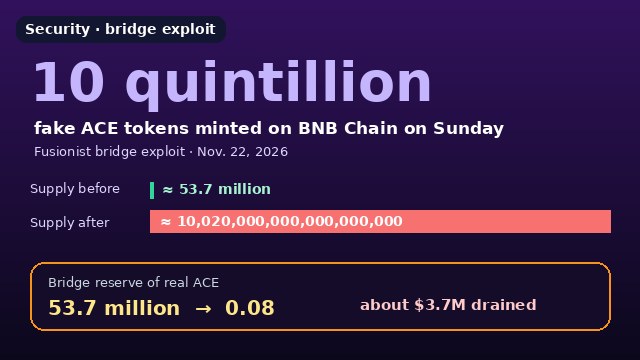 Security · bridge exploit
10 quintillion
fake ACE tokens minted on BNB Chain on Sunday
Fusionist bridge exploit · Nov. 22, 2026
Supply before ≈ 53.7 million
Supply after ≈ 10,020,000,000,000,000,000
Bridge reserve of real ACE
53.7 million → 0.08 about $3.7M drained